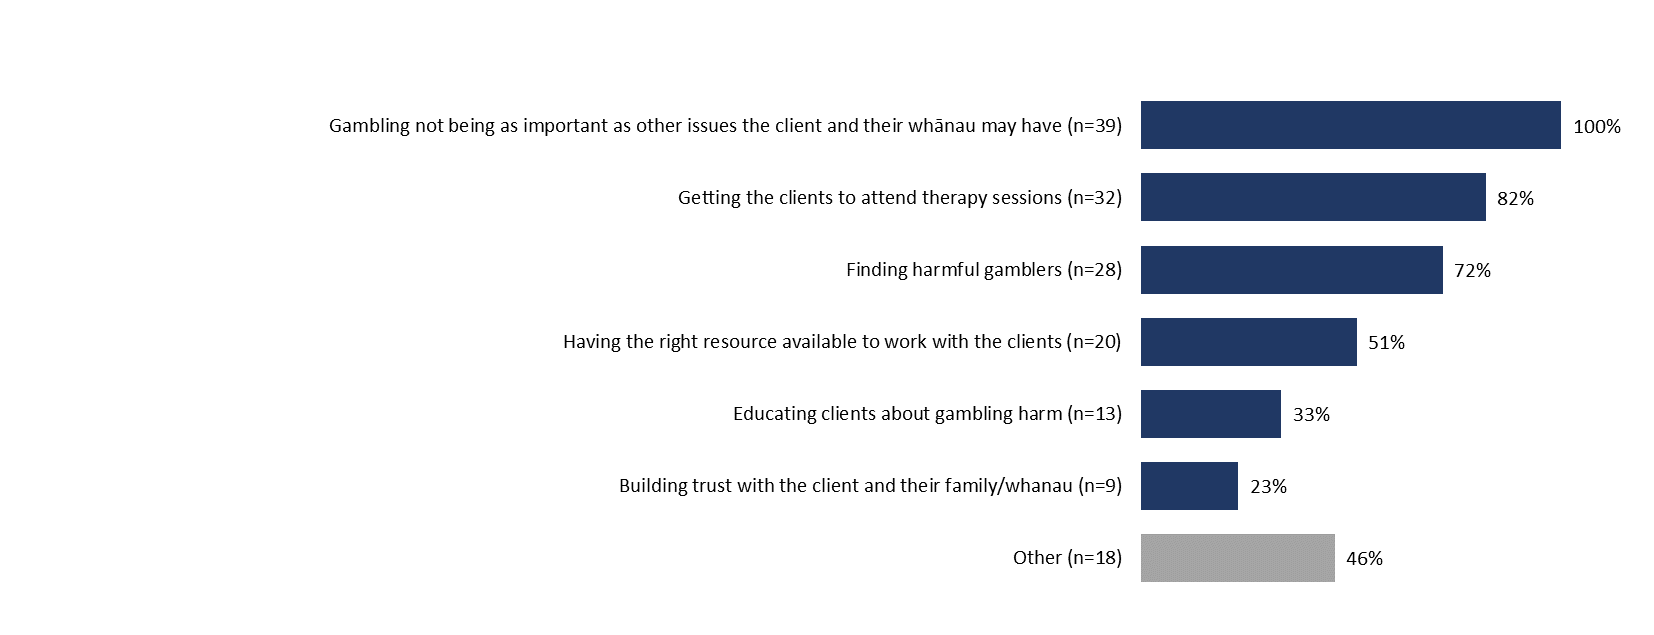 Gambling not being as important as other issues the client and their whānau may have (n=39) 100%
Getting the clients to attend therapy sessions (n=32) 82%
Finding harmful gamblers (n=28) 72%
Having the right resource available to work with the clients (n=20) 51%
Educating clients about gambling harm (n=13) 33%
Building trust with the client and their family/whanau (n=9) 23%
Other (n=18) 46%